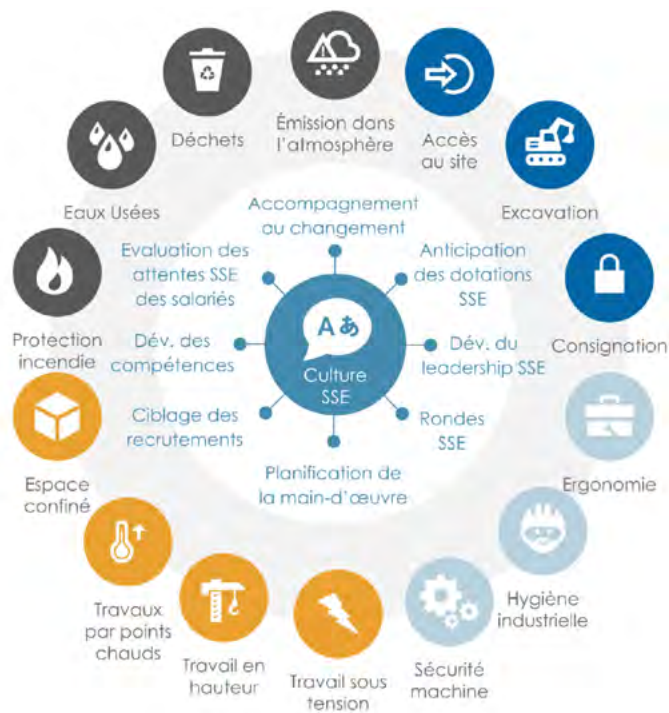 Émission dans
l'atmosphère
Accès
au site
Déchets
Excavation
Eaux Usées
Consignation
Protection
incendie
Ergonomie
Espace
confiné
Hygiène
industrielle
Travaux
par points
chauds
Sécurité
machine
Travail en
hauteur
Travail sous
tension
Accompagnement
au changement
Evaluation des
attentes SSE
des salariés
Anticipation
des dotations
SSE
Dév. des
compétences
Dév. du
leadership SSE
Ciblage des
recrutements
Rondes
SSE
Planification de
la main-d'œuvre
A あ
Culture
SSE